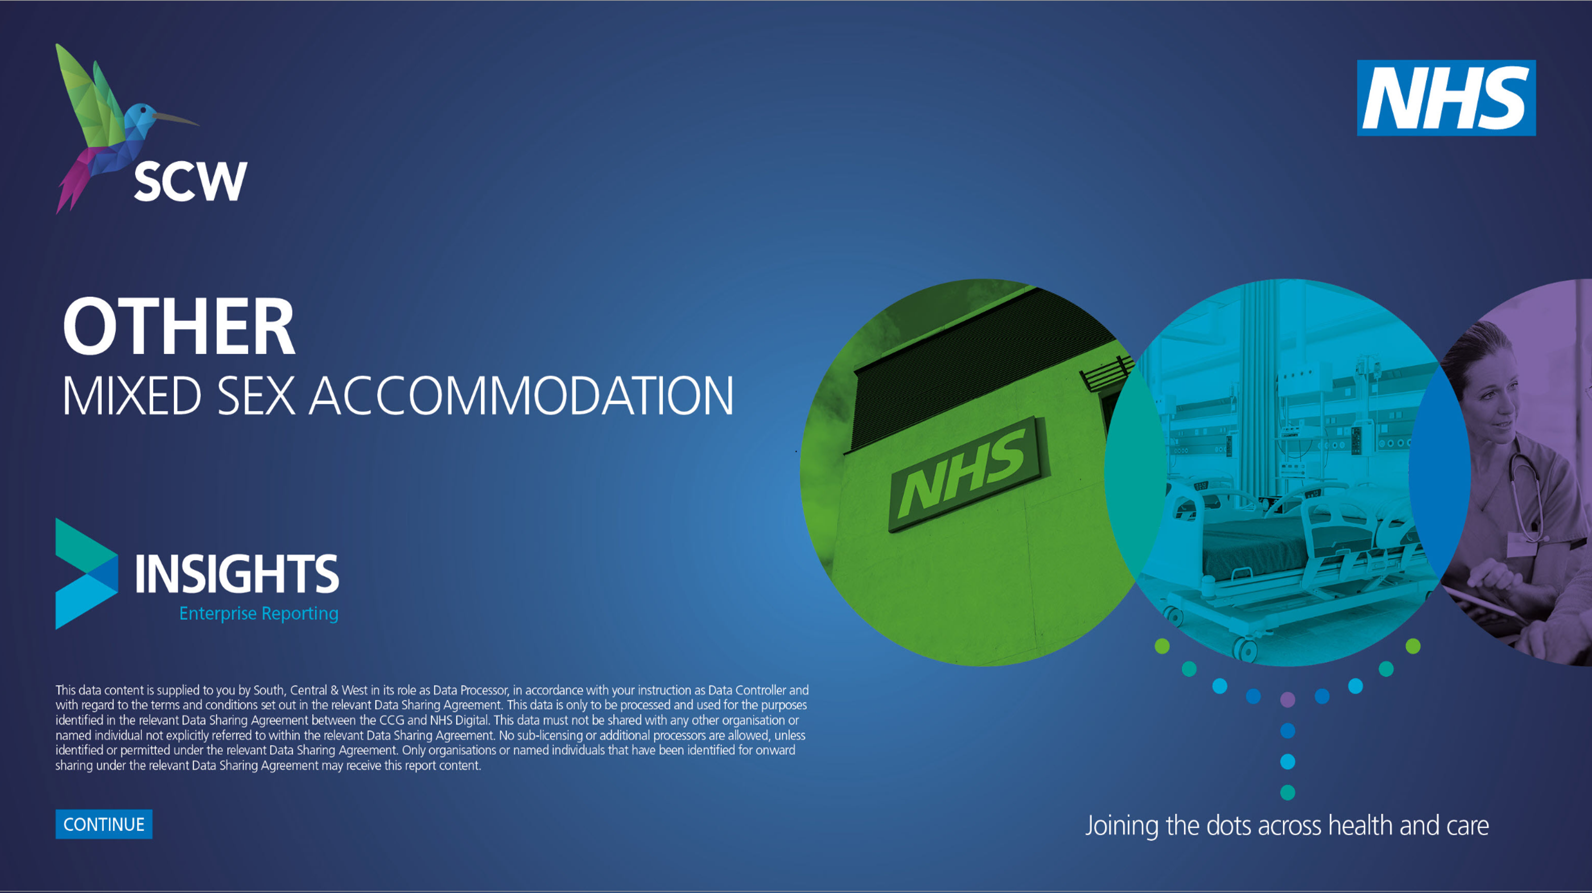 SCW
NHS
OTHER
MIXED SEX ACCOMMODATION
NHS
INSIGHTS
Enterprise Reporting
This data content is supplied to you by South, Central & West in its role as Data Processor, in accordance with your instruction as Data Controller and
with regard to the terms and conditions set out in the relevant Data Sharing Agreement. This data is only to be processed and used for the purposes
identified in the relevant Data Sharing Agreement between the CCG and NHS Digital. This data must not be shared with any other organisation or
named individual not explicitly referred to within the relevant Data Sharing Agreement. No sub-licensing or additional processors are allowed, unless
identified or permitted under the relevant Data Sharing Agreement. Only organisations or named individuals that have been identified for onward
sharing under the relevant Data Sharing Agreement may receive this report content.
CONTINUE
Joining the dots across health and care